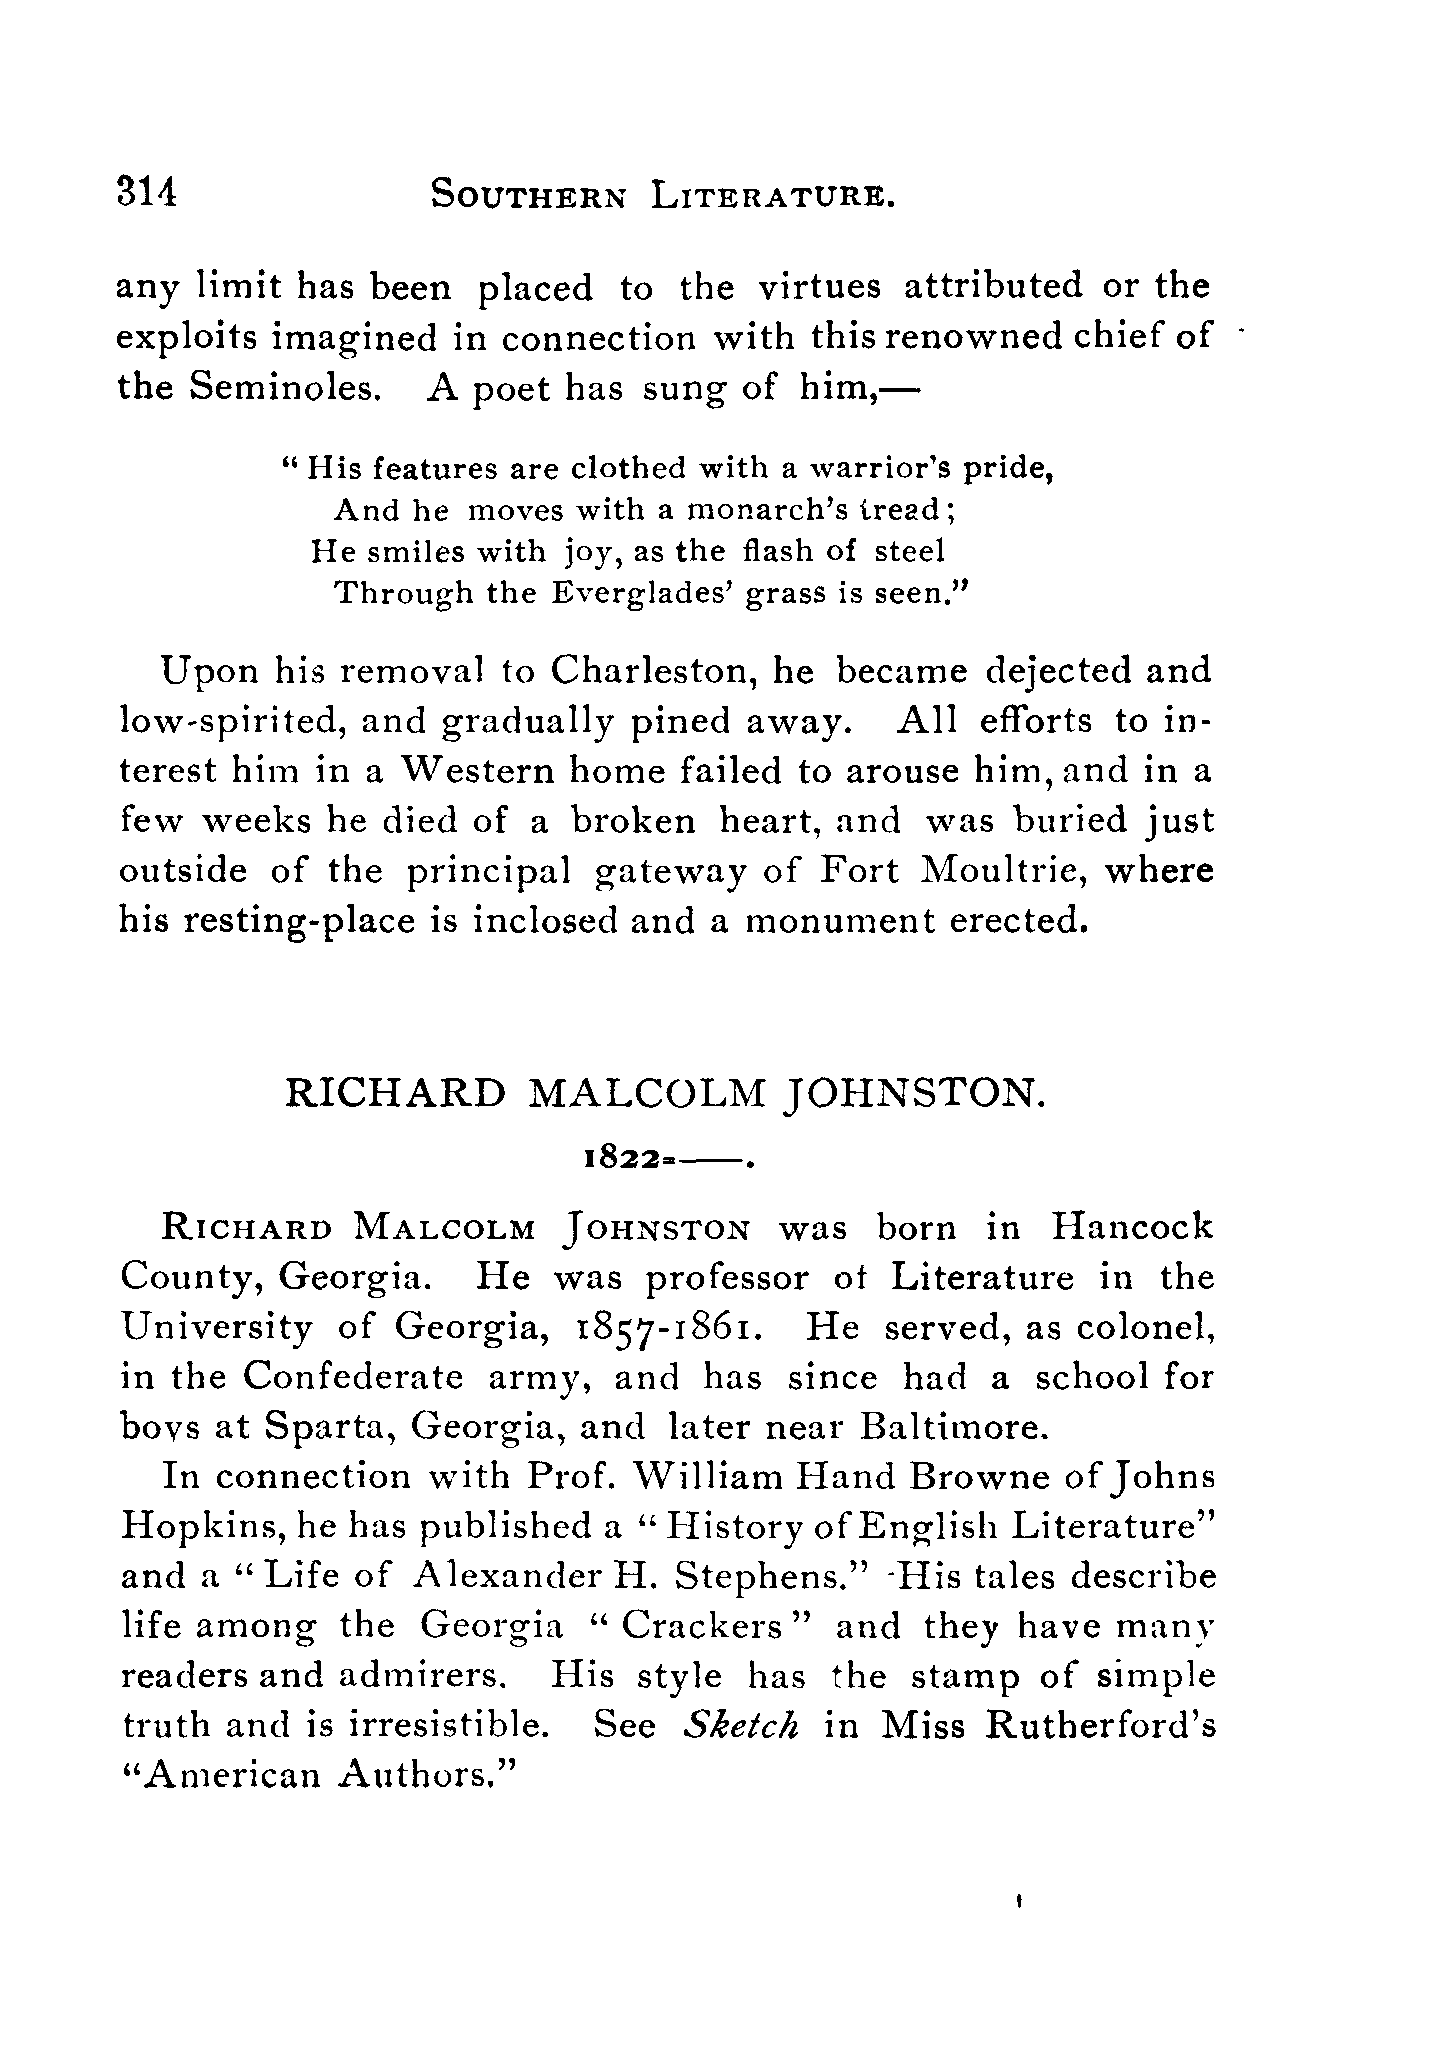 314 SOUTHERN LITERATURE.
any limit has been placed to the virtues attributed or the
exploits imagined in connection with this renowned chief of
the Seminoles. A poet has sung of him,—
“ His features are clothed with a warrior’s pride,
And he moves with a monarch’s tread;
He smiles with joy, as the flash of steel
Through the Everglades’ grass is seen.”
Upon his removal to Charleston, he became dejected and
low-spirited, and gradually pined away. All efforts to in-
terest him in a Western home failed to arouse him, and in a
few weeks he died of a broken heart, and was buried just
outside of the principal gateway of Fort Moultrie, where
his resting-place is inclosed and a monument erected.
RICHARD MALCOLM JOHNSTON.
1822=——.
RICHARD MALCOLM JOHNSTON was born in Hancock
County, Georgia. He was professor of Literature in the
University of Georgia, 1857-1861. He served, as colonel,
in the Confederate army, and has since had a school for
boys at Sparta, Georgia, and later near Baltimore.
In connection with Prof. William Hand Browne of Johns
Hopkins, he has published a “ History of English Literature”
and a “ Life of Alexander H. Stephens.” His tales describe
life among the Georgia “ Crackers ” and they have many
readers and admirers. His style has the stamp of simple
truth and is irresistible. See Sketch in Miss Rutherford’s
“American Authors.”